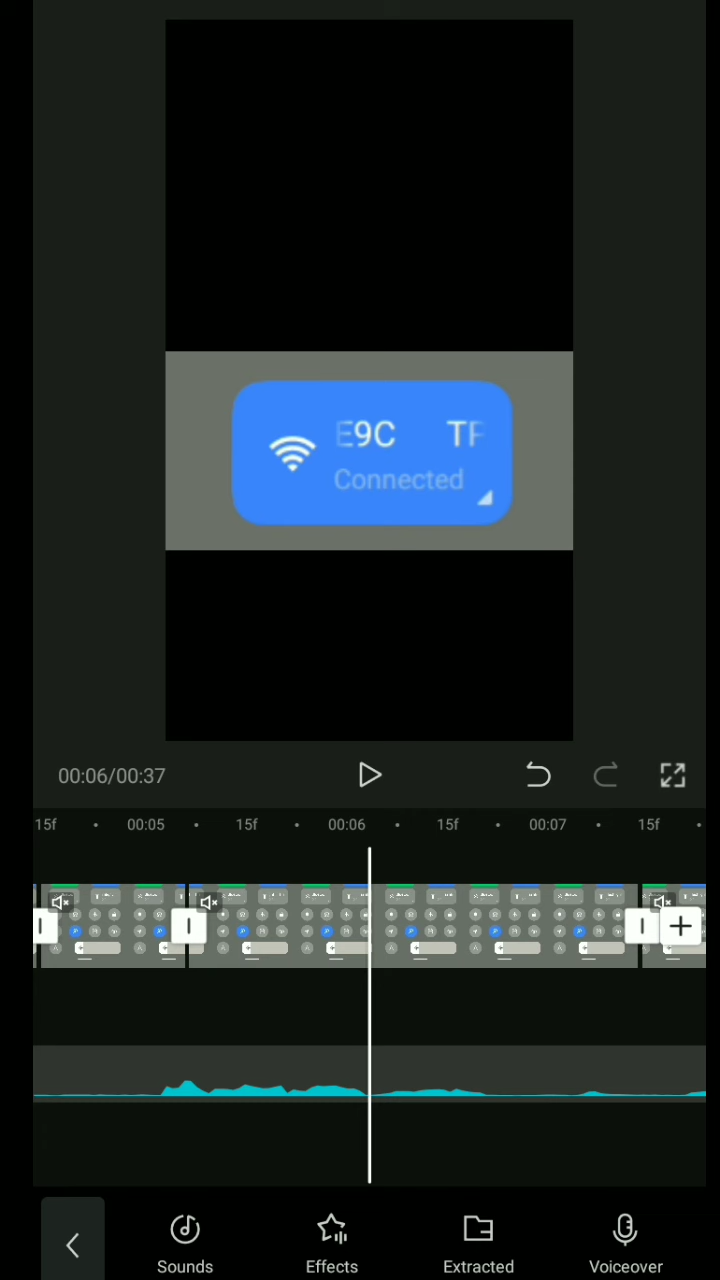 E9C TF
Connected
00:06/00:37
15f 00:05 15f 00:06 15f 00:07 15f
Sounds Effects Extracted Voiceover